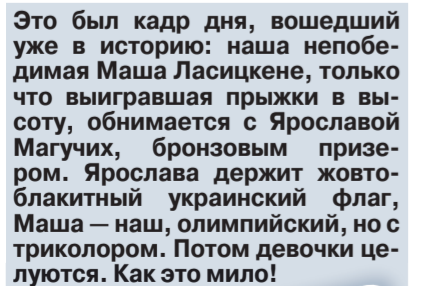 Это был кадр дня, вошедший
уже в историю: наша непобе-
димая Маша Ласицкене, только
что выигравшая прыжки в вы-
соту, обнимается с Ярославой
Магучих, бронзовым призе-
ром. Ярослава держит жовто-
блакитный украинский флаг,
Маша — наш, олимпийский, но с
триколором. Потом девочки це-
луются. Как это мило!